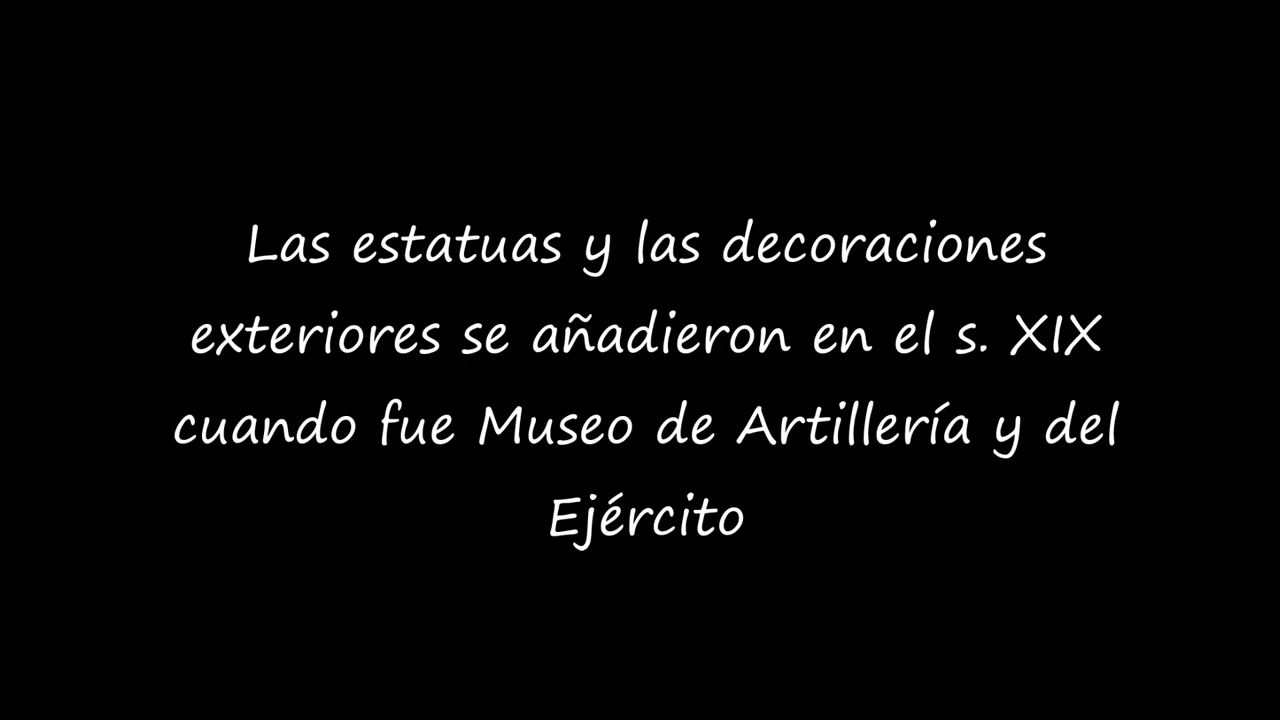 Las estatuas y las decoraciones
exteriores se añadieron en el s. XIX
cuando fue Museo de Artillería y del
Ejército